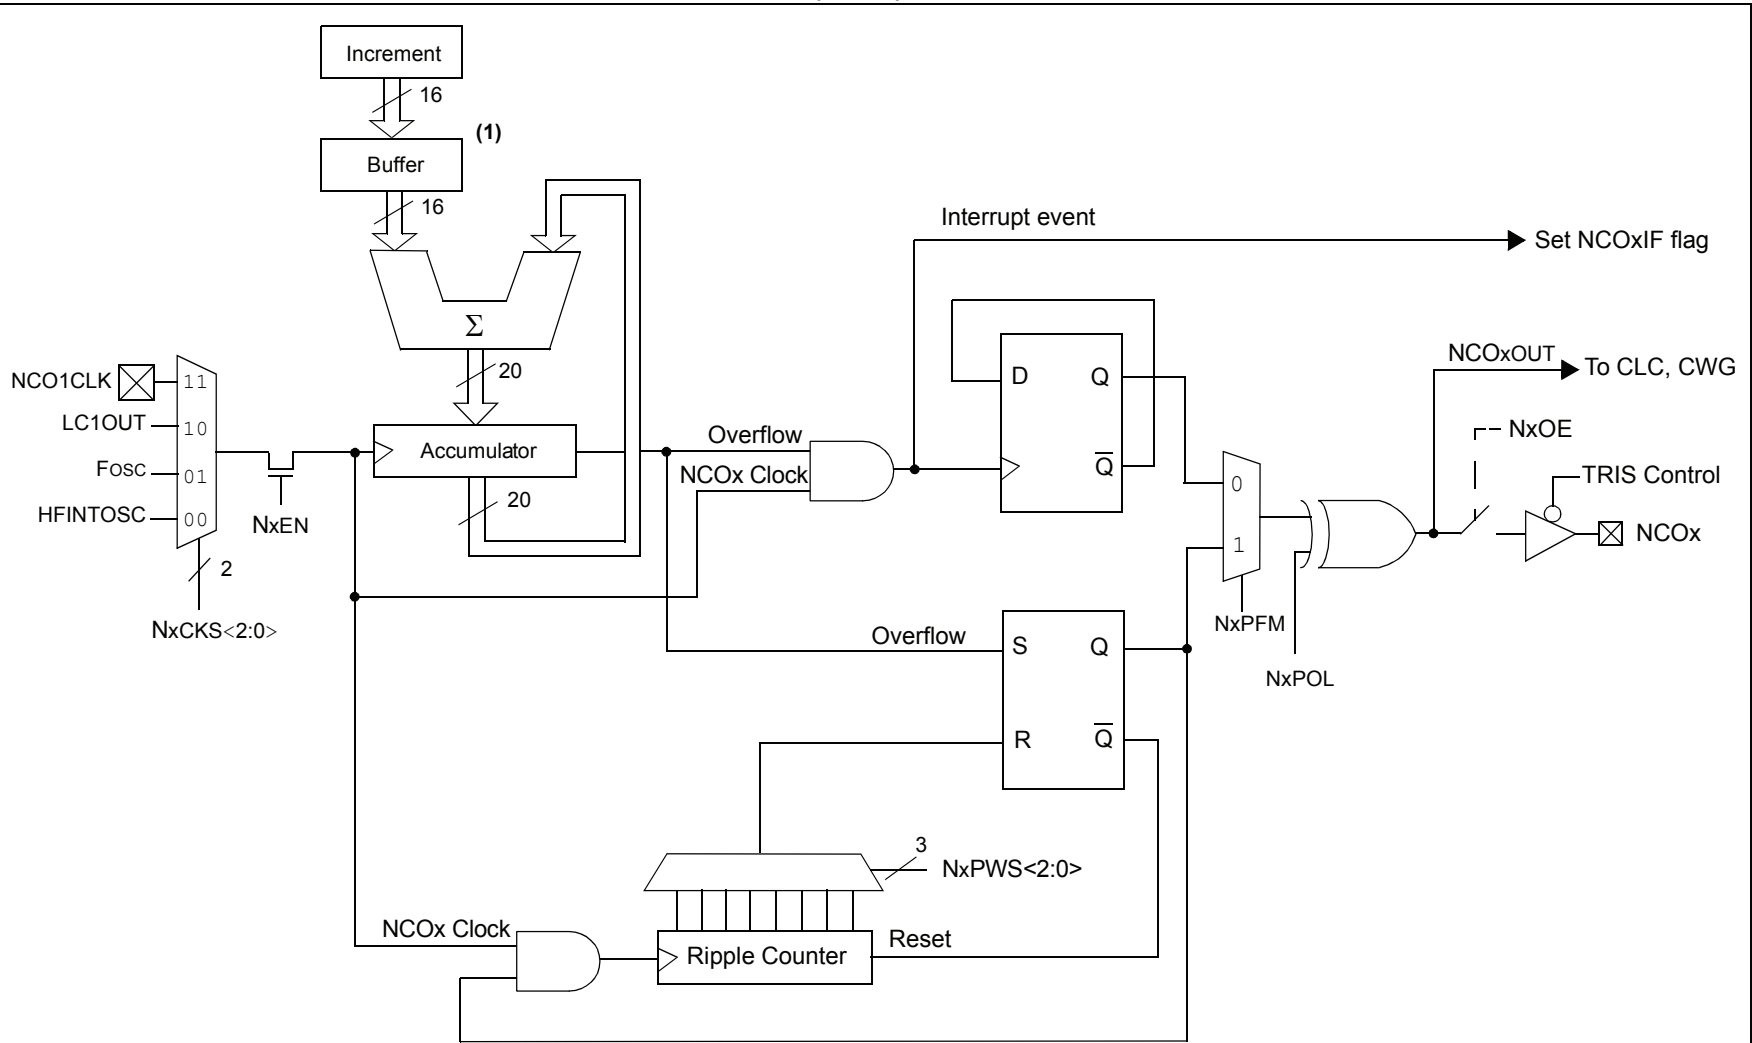 Increment
16
(1)
Buffer
16
Σ
20
Accumulator
20
NCO1CLK
11
LC1OUT
10
FOSC
01
HFINTOSC
00
2
NxCKS<2:0>
NxEN
Overflow
NCOx Clock
Interrupt event
Set NCOxIF flag
D
Q
Q
NCOxOUT
To CLC, CWG
NxOE
TRIS Control
NCOx
0
1
NxPFM
NxPOL
Overflow
S
Q
R
Q
3
NxPWS<2:0>
NCOx Clock
Ripple Counter
Reset